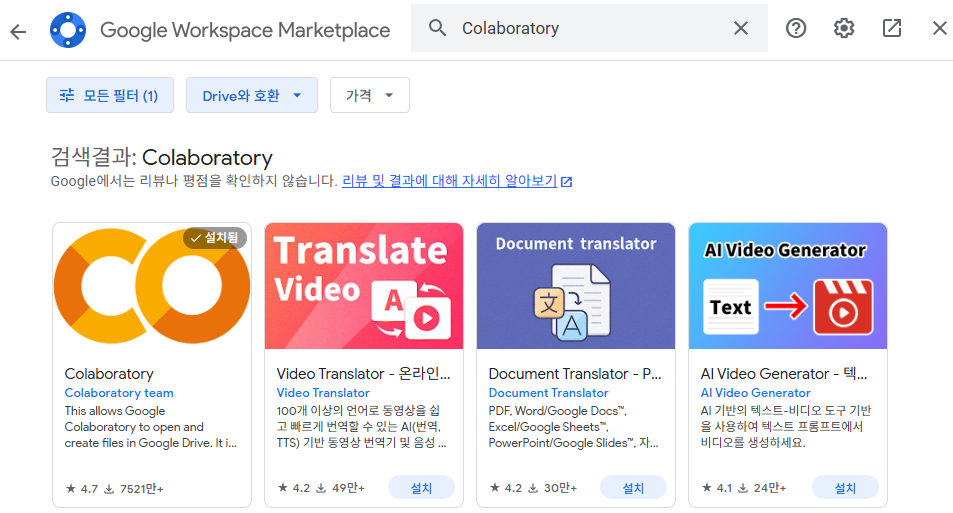 Google Workspace Marketplace
Colaboratory
모든 필터 (1)
Drive와 호환
가격
검색결과: Colaboratory
Google에서는 리뷰나 평점을 확인하지 않습니다. 리뷰 및 결과에 대해 자세히 알아보기
설치됨
Colaboratory
Colaboratory team
This allows Google
Colaboratory to open and
create files in Google Drive. It i...
4.7 7521만+
Translate
Video
A
Video Translator - 온라인...
Video Translator
100개 이상의 언어로 동영상을 쉽
고 빠르게 번역할 수 있는 AI(번역,
TTS) 기반 동영상 번역기 및 음성 ...
4.2 49만+
설치
Document translator
文
A
Document Translator - P...
Document Translator
PDF, Word/Google Docs™,
Excel/Google Sheets™,
PowerPoint/Google Slides™, 자...
4.2 30만+
설치
AI Video Generator
Text
AI Video Generator - 텍...
AI Video Generator
AI 기반의 텍스트-비디오 도구 기반
을 사용하여 텍스트 프롬프트에서
비디오를 생성하세요.
4.1 24만+
설치